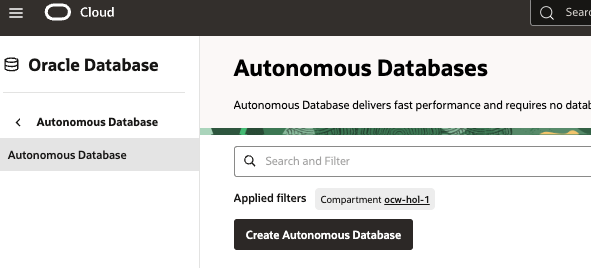 Cloud
Sear
Oracle Database
Autonomous Database
Autonomous Database
Autonomous Databases
Autonomous Database delivers fast performance and requires no datab
Search and Filter
Applied filters Compartment ocw-hol-1
Create Autonomous Database